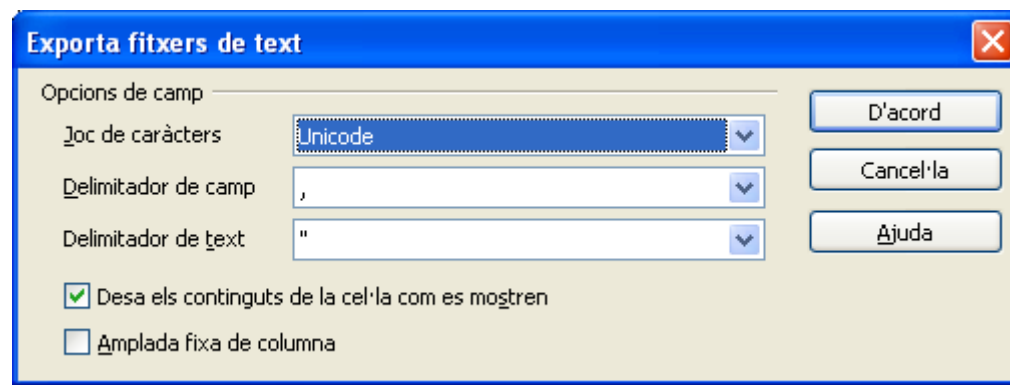 Exporta fitxers de text
Opcions de camp
Joc de caràcters
Unicode
Delimitador de camp
,
Delimitador de text
"
Desa els continguts de la cel·la com es mostren
Amplada fixa de columna
D'acord
Cancel·la
Ajuda